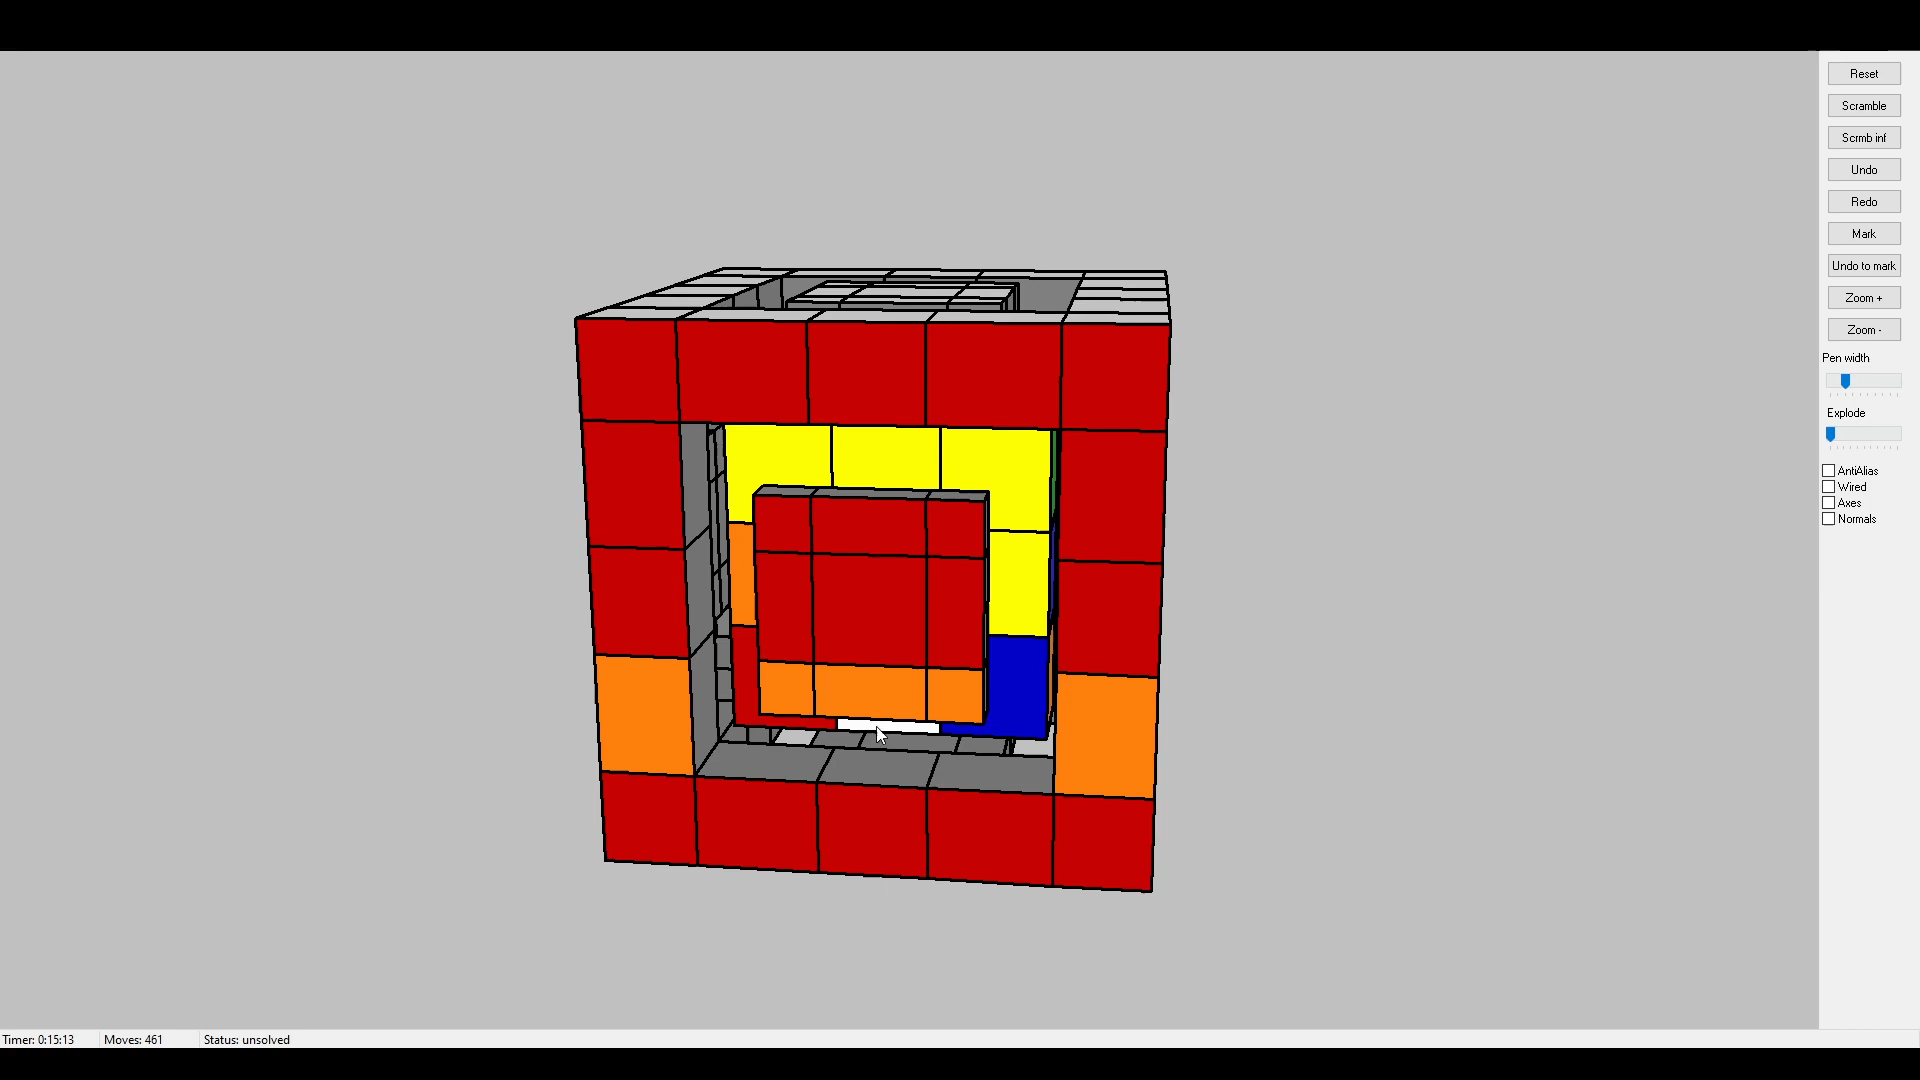 Reset
Scramble
Scrmb inf
Undo
Redo
Mark
Undo to mark
Zoom +
Zoom -
Pen width
Explode
AntiAlias
Wired
Axes
Normals
Timer: 0:15:13 Moves: 461 Status: unsolved